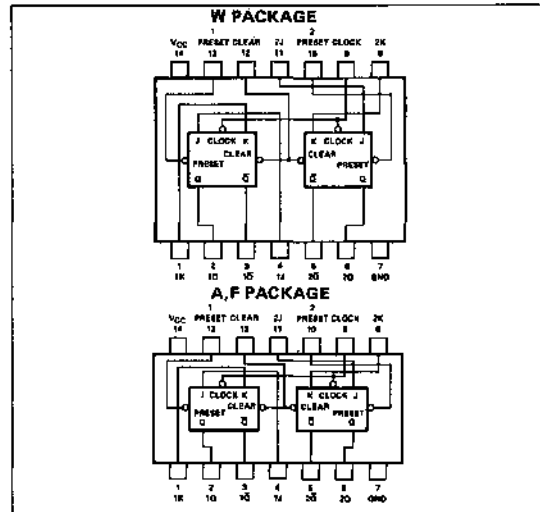 W PACKAGE
1 2
VCC PRESET CLEAR 2J PRESET CLOCK 2K
14 13 12 11 10 9 8
J CLOCK K K CLOCK J
CLEAR CLEAR
PRESET PRESET
Q Q̅ Q̅ Q
1 2 3 4 5 6 7
1K 1Q 1Q̅ 1J 2Q̅ 2Q GND
A,F PACKAGE
1 2
VCC PRESET CLEAR 2J PRESET CLOCK 2K
14 13 12 11 10 9 8
J CLOCK K K CLOCK J
CLEAR CLEAR
PRESET PRESET
Q Q̅ Q̅ Q
1 2 3 4 5 6 7
1K 1Q 1Q̅ 1J 2Q̅ 2Q GND